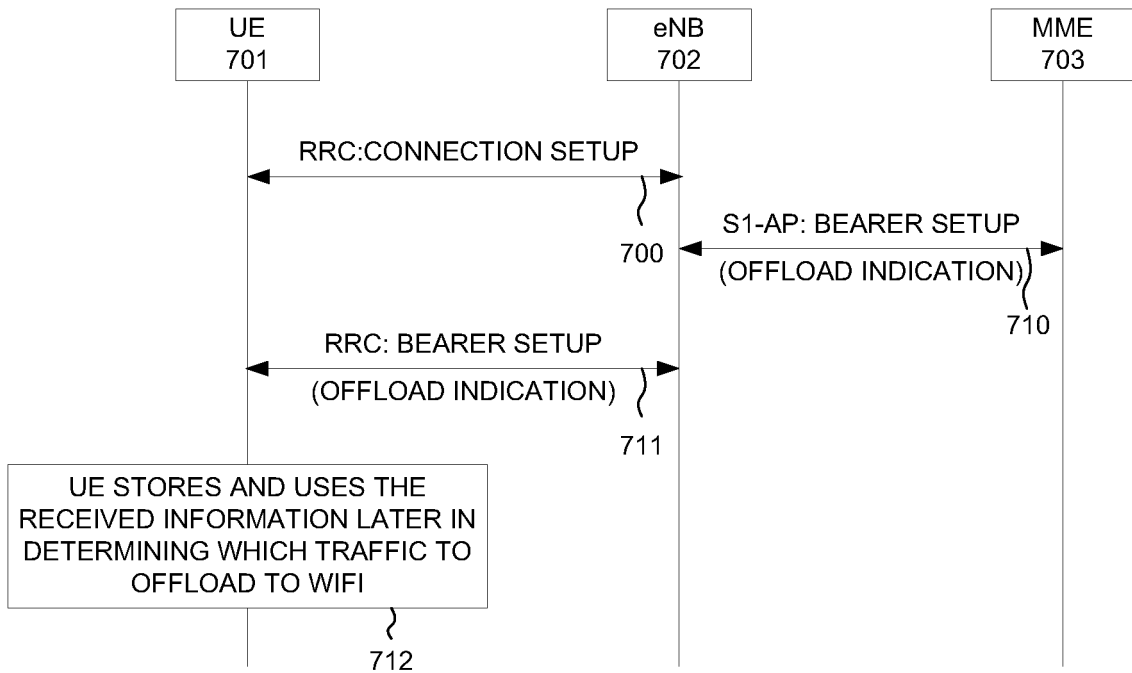 UE
701
eNB
702
MME
703
RRC:CONNECTION SETUP
700
S1-AP: BEARER SETUP
(OFFLOAD INDICATION)
710
RRC: BEARER SETUP
(OFFLOAD INDICATION)
711
UE STORES AND USES THE
RECEIVED INFORMATION LATER IN
DETERMINING WHICH TRAFFIC TO
OFFLOAD TO WIFI
712